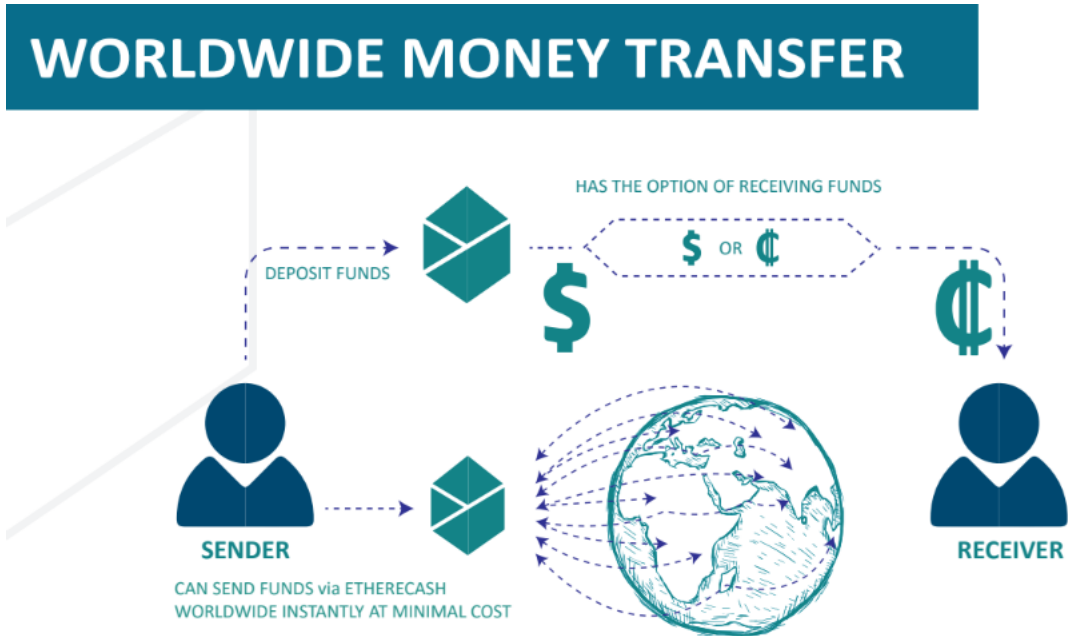 WORLDWIDE MONEY TRANSFER
HAS THE OPTION OF RECEIVING FUNDS
$ OR ₵
DEPOSIT FUNDS
$
₵
SENDER
RECEIVER
CAN SEND FUNDS via ETHERECASH
WORLDWIDE INSTANTLY AT MINIMAL COST